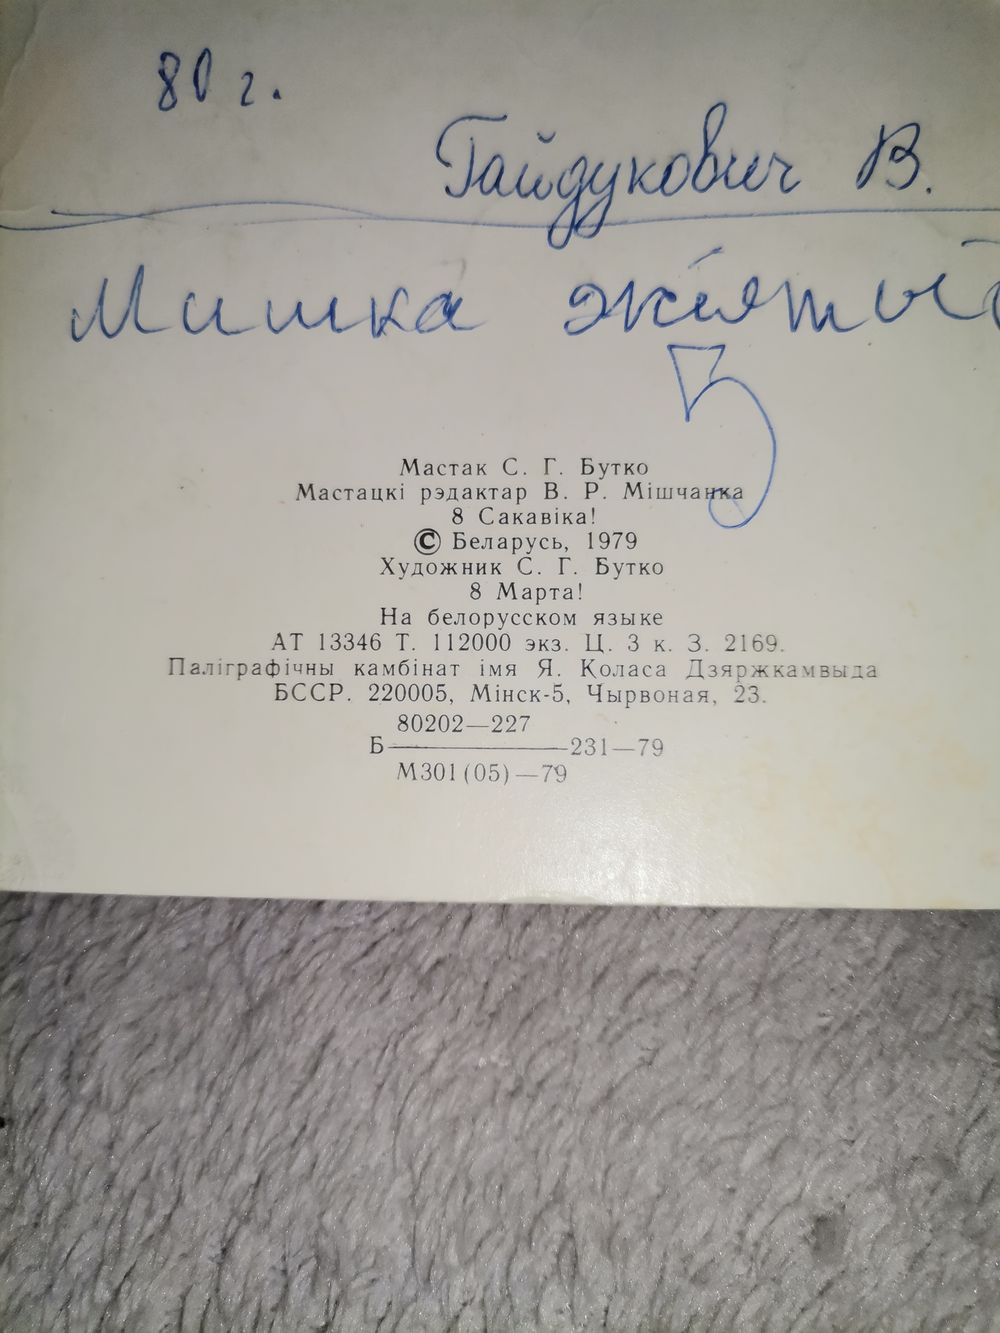 80 г.
Гайдукович В.
Мишка
Мастак С. Г. Бутко
Мастацкі рэдактар В. Р. Мішчанка
8 Сакавіка!
© Беларусь, 1979
Художник С. Г. Бутко
8 Марта!
На белорусском языке
АТ 13346 Т. 112000 экз. Ц. 3 к. З. 2169.
Паліграфічны камбінат імя Я. Коласа Дзяржкамвыда
БССР. 220005, Мінск-5, Чырвоная, 23.
80202—227
Б————231—79
М301(05)—79